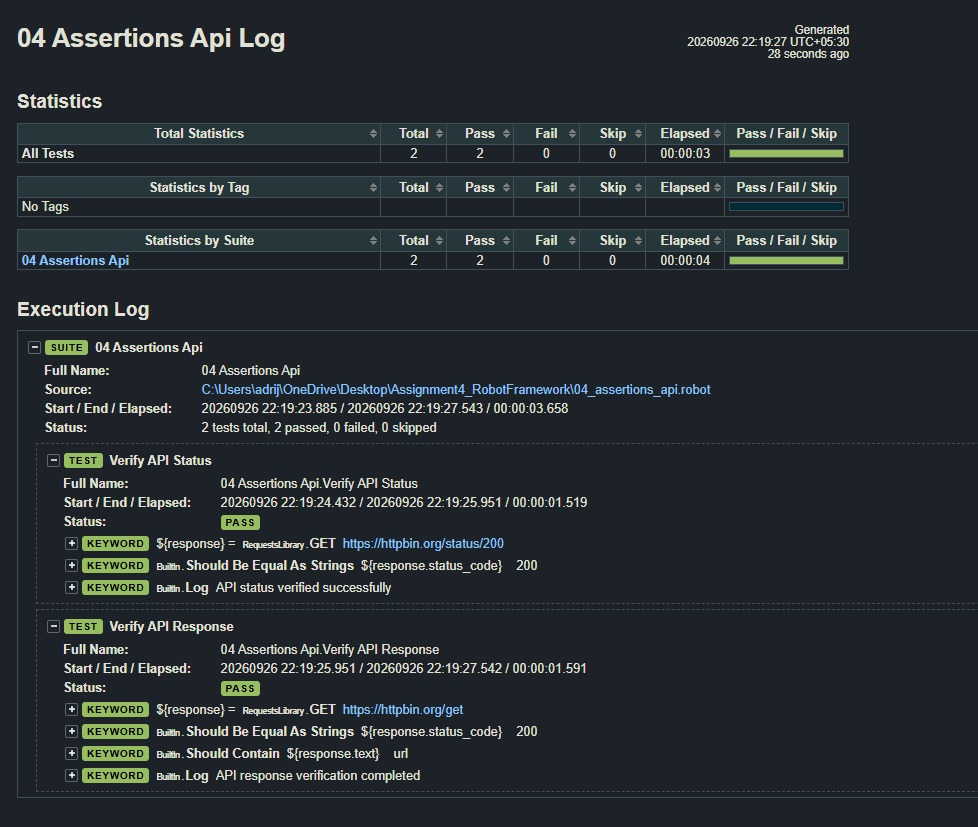 04 Assertions Api Log
Generated
20260926 22:19:27 UTC+05:30
28 seconds ago
Statistics
Total Statistics Total Pass Fail Skip Elapsed Pass / Fail / Skip
All Tests 2 2 0 0 00:00:03
Statistics by Tag Total Pass Fail Skip Elapsed Pass / Fail / Skip
No Tags
Statistics by Suite Total Pass Fail Skip Elapsed Pass / Fail / Skip
04 Assertions Api 2 2 0 0 00:00:04
Execution Log
SUITE 04 Assertions Api
Full Name: 04 Assertions Api
Source: C:\Users\adrij\OneDrive\Desktop\Assignment4_RobotFramework\04_assertions_api.robot
Start / End / Elapsed: 20260926 22:19:23.885 / 20260926 22:19:27.543 / 00:00:03.658
Status: 2 tests total, 2 passed, 0 failed, 0 skipped
TEST Verify API Status
Full Name: 04 Assertions Api.Verify API Status
Start / End / Elapsed: 20260926 22:19:24.432 / 20260926 22:19:25.951 / 00:00:01.519
Status: PASS
KEYWORD ${response} = RequestsLibrary.GET https://httpbin.org/status/200
KEYWORD BuiltIn.Should Be Equal As Strings ${response.status_code} 200
KEYWORD BuiltIn.Log API status verified successfully
TEST Verify API Response
Full Name: 04 Assertions Api.Verify API Response
Start / End / Elapsed: 20260926 22:19:25.951 / 20260926 22:19:27.542 / 00:00:01.591
Status: PASS
KEYWORD ${response} = RequestsLibrary.GET https://httpbin.org/get
KEYWORD BuiltIn.Should Be Equal As Strings ${response.status_code} 200
KEYWORD BuiltIn.Should Contain ${response.text} url
KEYWORD BuiltIn.Log API response verification completed